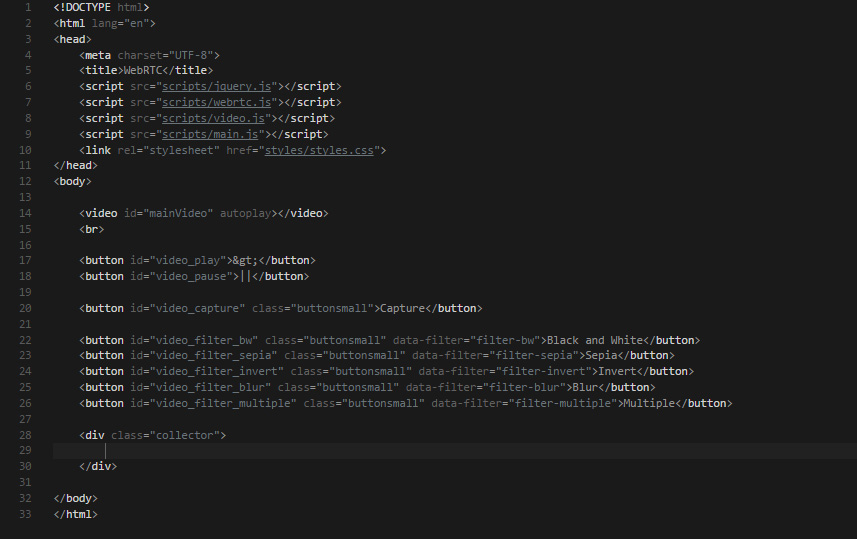 1 <!DOCTYPE html>
2 <html lang="en">
3 <head>
4     <meta charset="UTF-8">
5     <title>WebRTC</title>
6     <script src="scripts/jquery.js"></script>
7     <script src="scripts/webrtc.js"></script>
8     <script src="scripts/video.js"></script>
9     <script src="scripts/main.js"></script>
10     <link rel="stylesheet" href="styles/styles.css">
11 </head>
12 <body>
13
14     <video id="mainVideo" autoplay></video>
15     <br>
16
17     <button id="video_play">&gt;</button>
18     <button id="video_pause">||</button>
19
20     <button id="video_capture" class="buttonsmall">Capture</button>
21
22     <button id="video_filter_bw" class="buttonsmall" data-filter="filter-bw">Black and White</button>
23     <button id="video_filter_sepia" class="buttonsmall" data-filter="filter-sepia">Sepia</button>
24     <button id="video_filter_invert" class="buttonsmall" data-filter="filter-invert">Invert</button>
25     <button id="video_filter_blur" class="buttonsmall" data-filter="filter-blur">Blur</button>
26     <button id="video_filter_multiple" class="buttonsmall" data-filter="filter-multiple">Multiple</button>
27
28     <div class="collector">
29
30     </div>
31
32 </body>
33 </html>